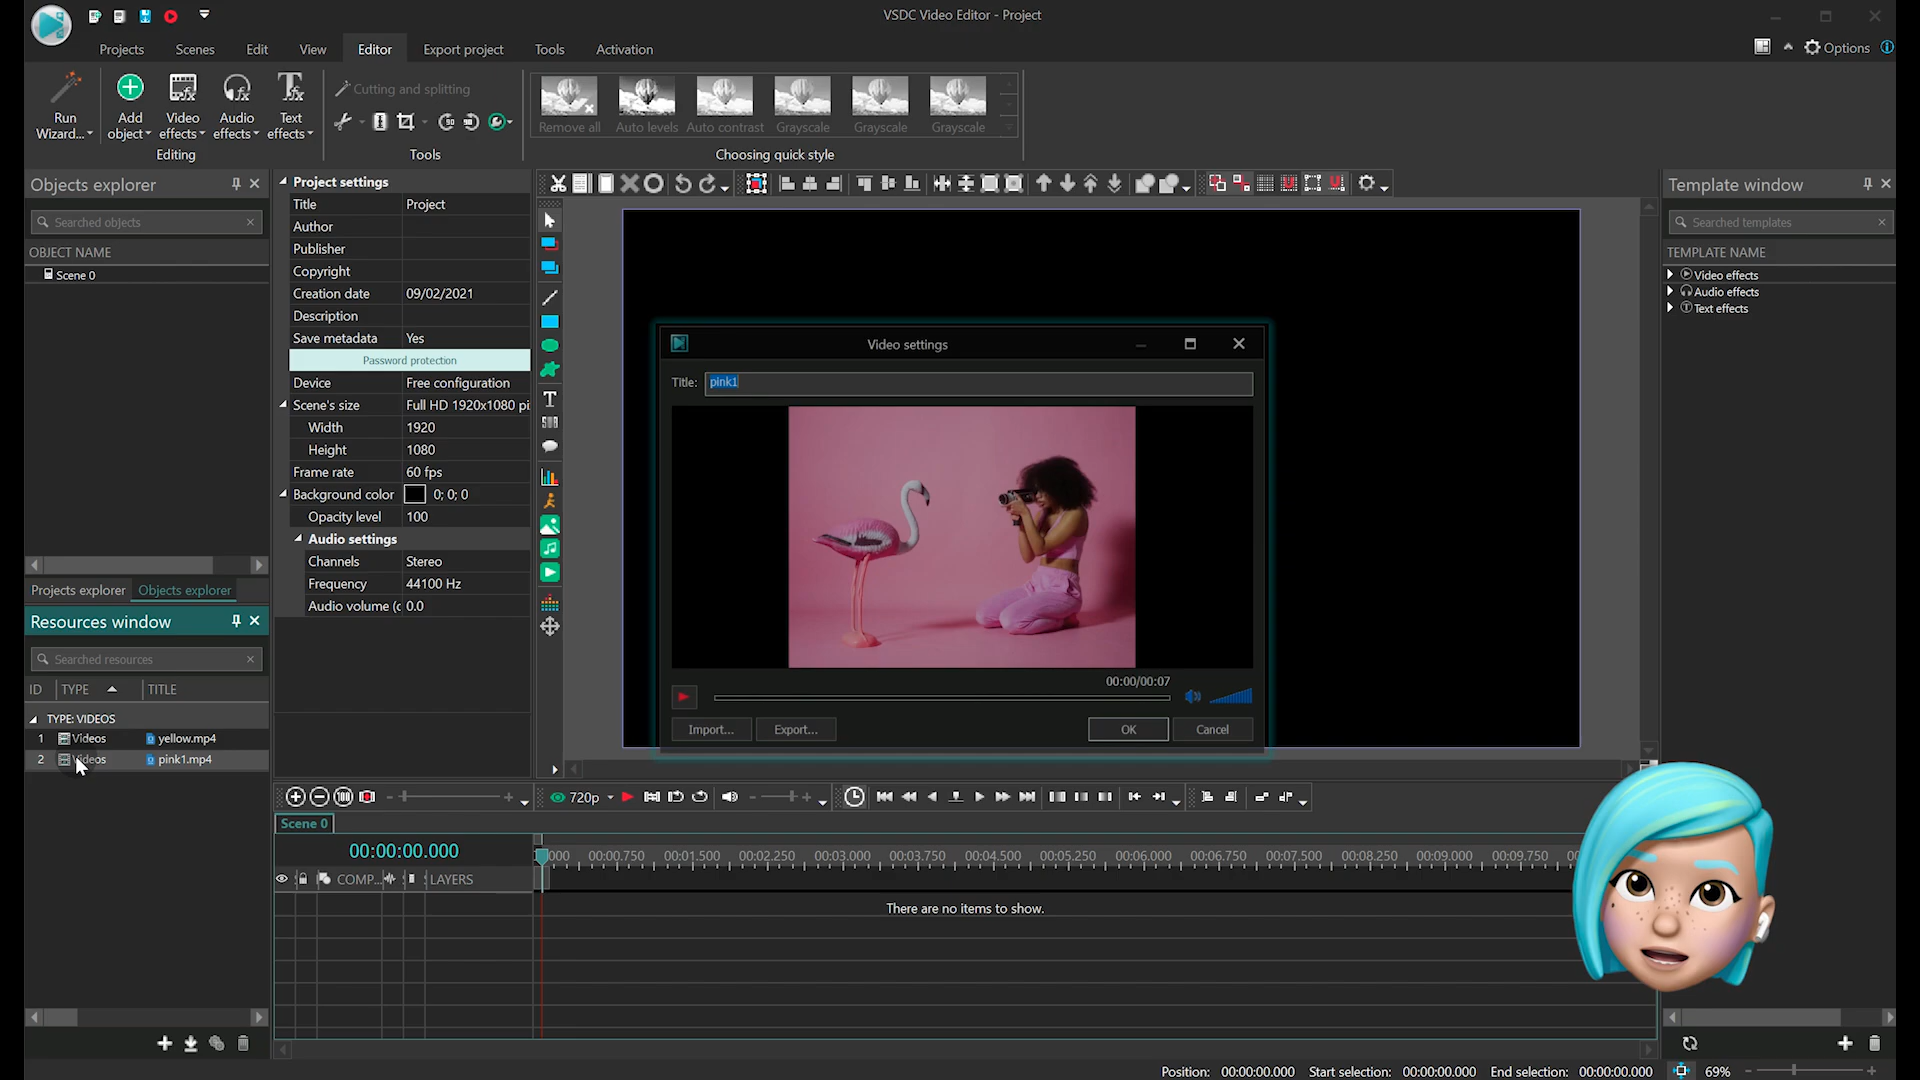 VSDC Video Editor - Project
Projects Scenes Edit View Editor Export project Tools Activation
Options
Run Wizard...
Add object
Video effects
Audio effects
Text effects
Editing
Cutting and splitting
Tools
Remove all Auto levels Auto contrast Grayscale Grayscale Grayscale
Choosing quick style
Objects explorer
Searched objects
OBJECT NAME
Scene 0
Projects explorer Objects explorer
Project settings
Title Project
Author
Publisher
Copyright
Creation date 09/02/2021
Description
Save metadata Yes
Password protection
Device Free configuration
Scene's size Full HD 1920x1080 pi
Width 1920
Height 1080
Frame rate 60 fps
Background color 0; 0; 0
Opacity level 100
Audio settings
Channels Stereo
Frequency 44100 Hz
Audio volume (c 0.0
Resources window
Searched resources
ID TYPE TITLE
TYPE: VIDEOS
1 Videos yellow.mp4
2 Videos pink1.mp4
Video settings
Title: pink1
00:00/00:07
Import... Export... OK Cancel
Template window
Searched templates
TEMPLATE NAME
Video effects
Audio effects
Text effects
720p
Scene 0
00:00:00.000
000 00:00.750 00:01.500 00:02.250 00:03.000 00:03.750 00:04.500 00:05.250 00:06.000 00:06.750 00:07.500 00:08.250 00:09.000 00:09.750 00
COMP... LAYERS
There are no items to show.
Position: 00:00:00.000 Start selection: 00:00:00.000 End selection: 00:00:00.000 69%